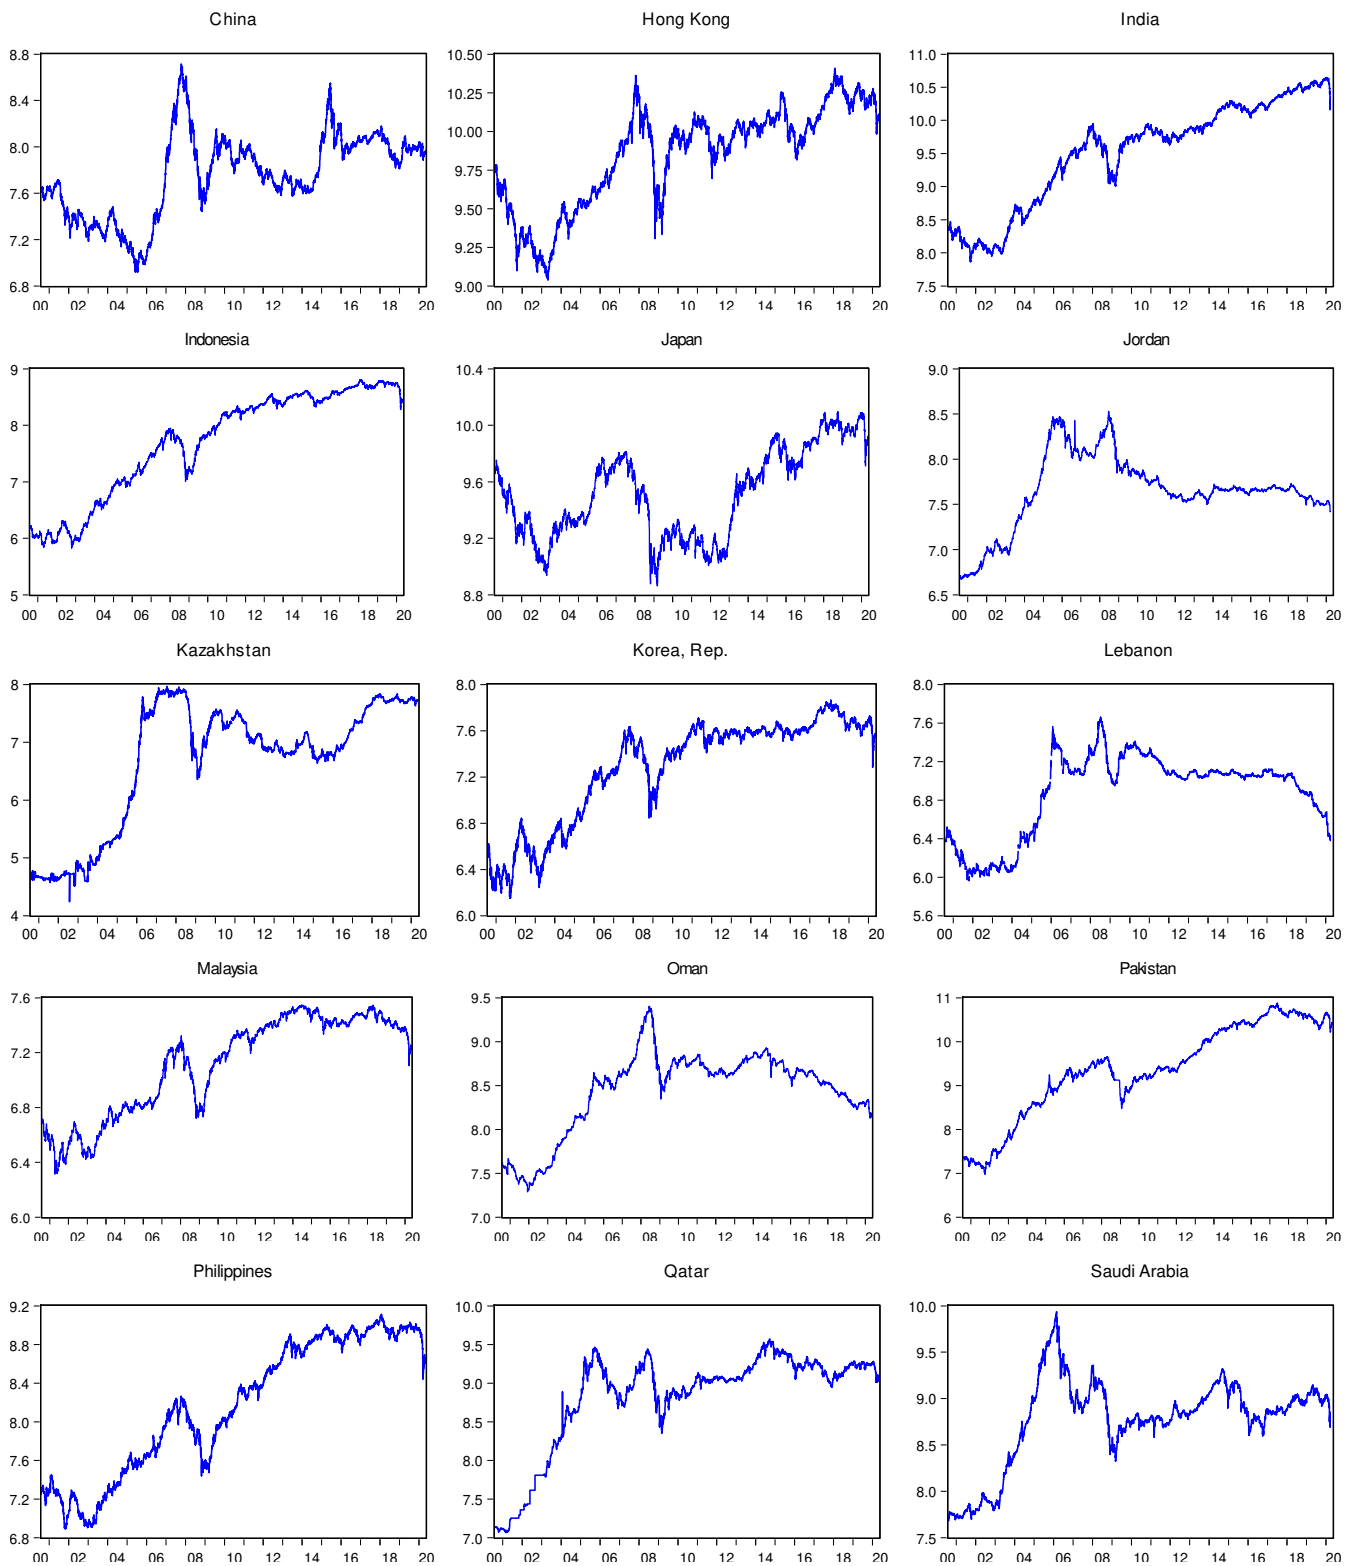 China Hong Kong India
8.8 10.50 11.0
8.4 10.25 10.5
8.0 10.00 10.0
7.6 9.75 9.5
7.2 9.50 9.0
6.8 9.25 8.5
9.00 8.0
7.5
00 02 04 06 08 10 12 14 16 18 20 00 02 04 06 08 10 12 14 16 18 20 00 02 04 06 08 10 12 14 16 18 20
Indonesia Japan Jordan
9 10.4 9.0
8 10.0 8.5
7 9.6 8.0
6 9.2 7.5
5 8.8 7.0
6.5
00 02 04 06 08 10 12 14 16 18 20 00 02 04 06 08 10 12 14 16 18 20 00 02 04 06 08 10 12 14 16 18 20
Kazakhstan Korea, Rep. Lebanon
8 8.0 8.0
7 7.6 7.6
6 7.2 7.2
5 6.8 6.8
4 6.4 6.4
6.0 6.0
5.6
00 02 04 06 08 10 12 14 16 18 20 00 02 04 06 08 10 12 14 16 18 20 00 02 04 06 08 10 12 14 16 18 20
Malaysia Oman Pakistan
7.6 9.5 11
7.2 9.0 10
6.8 8.5 9
6.4 8.0 8
6.0 7.5 7
7.0 6
00 02 04 06 08 10 12 14 16 18 20 00 02 04 06 08 10 12 14 16 18 20 00 02 04 06 08 10 12 14 16 18 20
Philippines Qatar Saudi Arabia
9.2 10.0 10.0
8.8 9.5 9.5
8.4 9.0 9.0
8.0 8.5 8.5
7.6 8.0 8.0
7.2 7.5 7.5
6.8 7.0
00 02 04 06 08 10 12 14 16 18 20 00 02 04 06 08 10 12 14 16 18 20 00 02 04 06 08 10 12 14 16 18 20